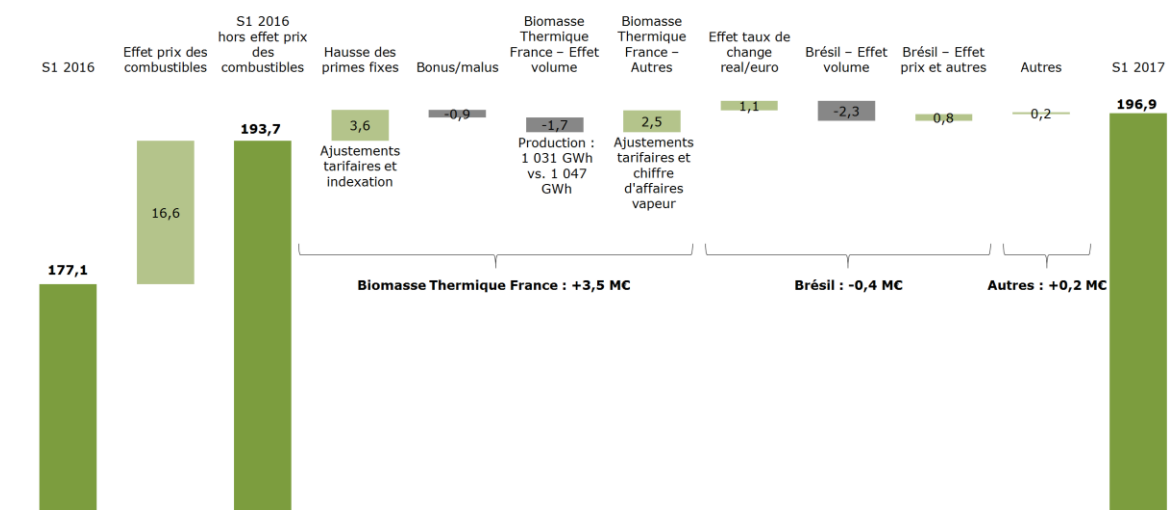 S1 2016
Effet prix des
combustibles
S1 2016
hors effet prix
des
combustibles
Hausse des
primes fixes
Bonus/malus
Biomasse
Thermique
France – Effet
volume
Biomasse
Thermique
France –
Autres
Effet taux de
change
real/euro
Brésil – Effet
volume
Brésil – Effet
prix et autres
Autres
S1 2017
177,1
16,6
193,7
3,6
Ajustements
tarifaires et
indexation
-0,9
-1,7
Production :
1 031 GWh
vs. 1 047
GWh
2,5
Ajustements
tarifaires et
chiffre
d'affaires
vapeur
1,1
-2,3
0,8
0,2
196,9
Biomasse Thermique France : +3,5 M€
Brésil : -0,4 M€
Autres : +0,2 M€